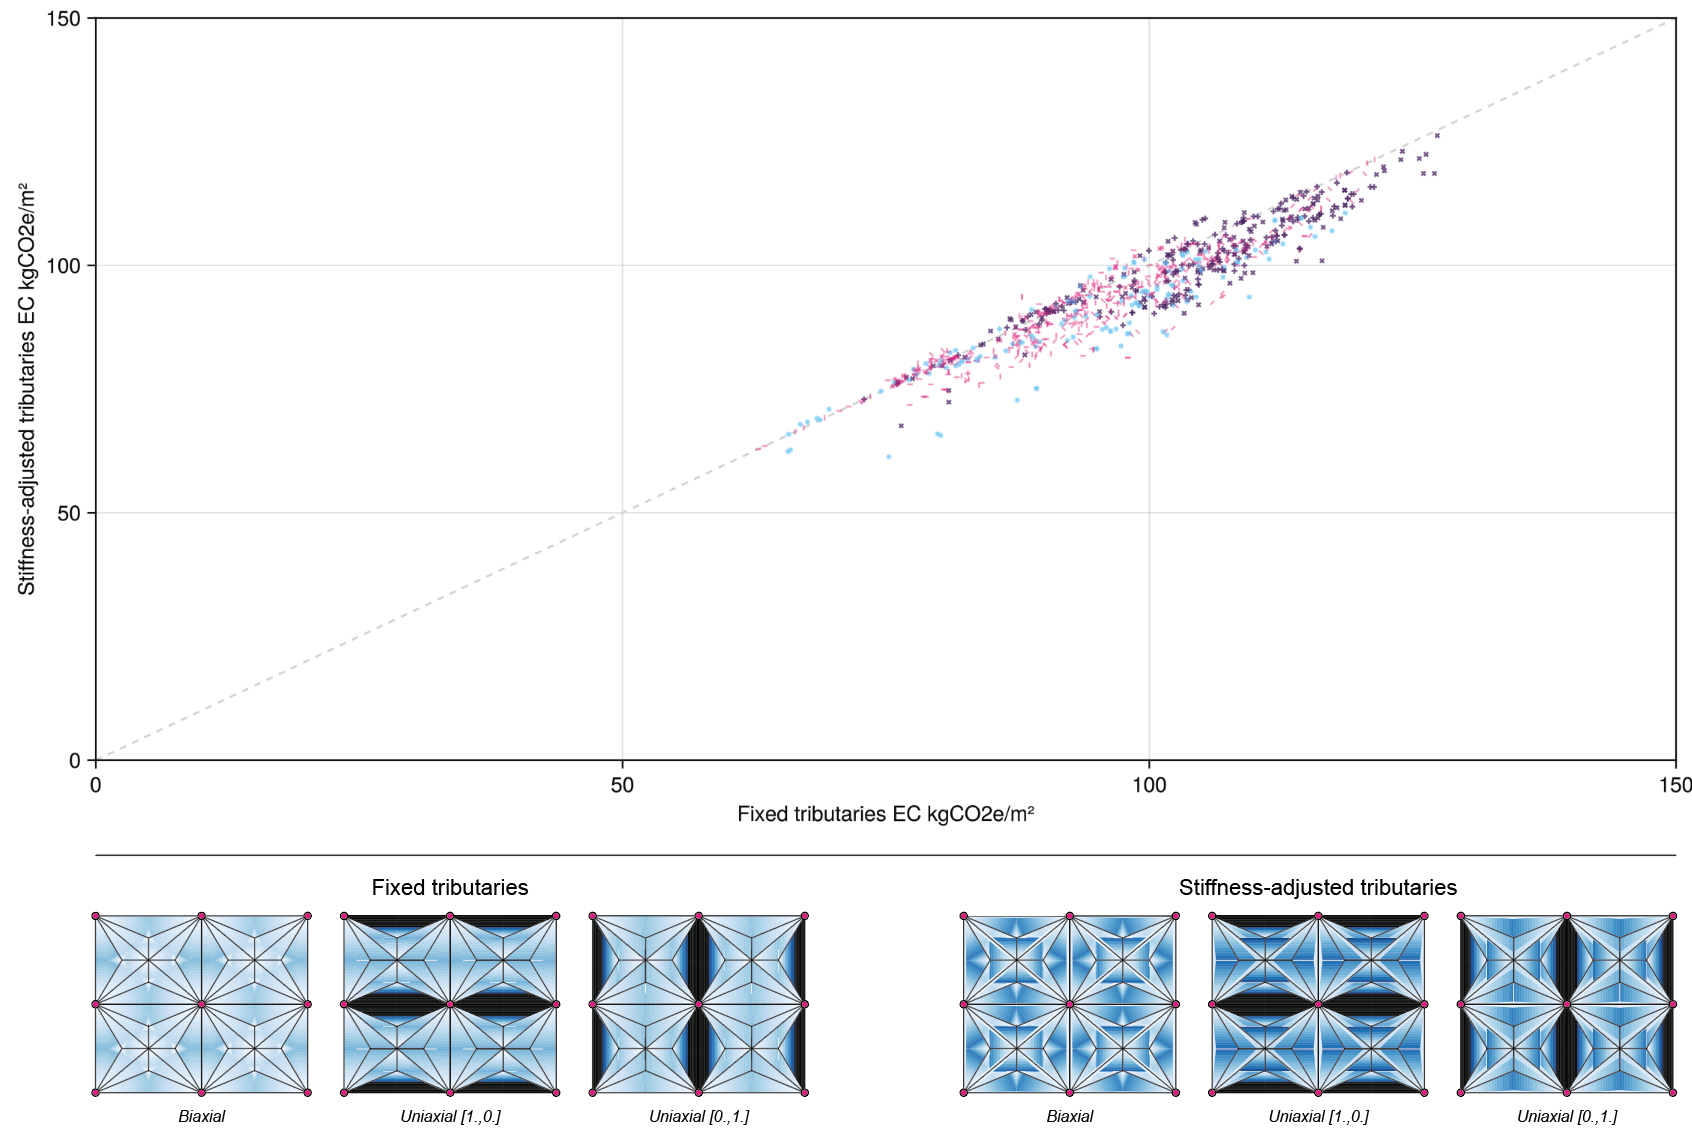 150
100
50
0
Stiffness-adjusted tributaries EC kgCO2e/m²
0
50
100
150
Fixed tributaries EC kgCO2e/m²
Fixed tributaries
Stiffness-adjusted tributaries
Biaxial
Uniaxial [1.,0.]
Uniaxial [0.,1.]
Biaxial
Uniaxial [1.,0.]
Uniaxial [0.,1.]